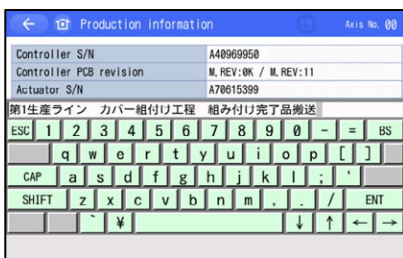 Production information Axis No. 00
Controller S/N A40969950
Controller PCB revision M.REV:0K / M.REV:11
Actuator S/N A70615399
第1生産ライン カバー組付け工程 組み付け完了品搬送
ESC 1 2 3 4 5 6 7 8 9 0 - = BS
q w e r t y u i o p [ ]
CAP a s d f g h j k l ; '
SHIFT z x c v b n m , . / ENT
` ¥ ↓ ↑ ← →